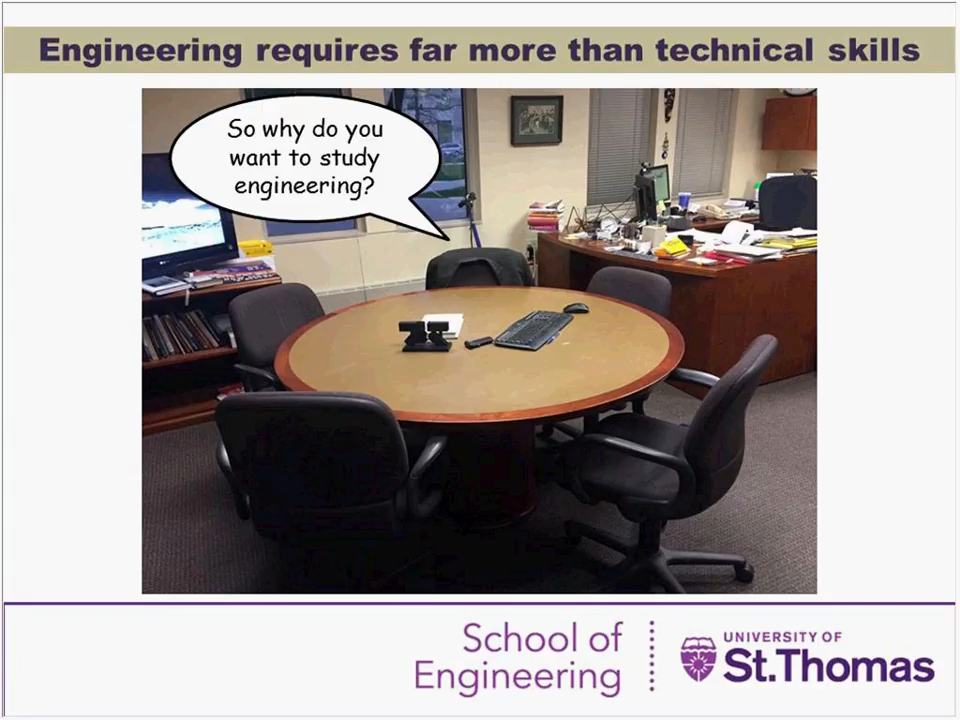 Engineering requires far more than technical skills
So why do you
want to study
engineering?
School of
Engineering
UNIVERSITY OF
St.Thomas